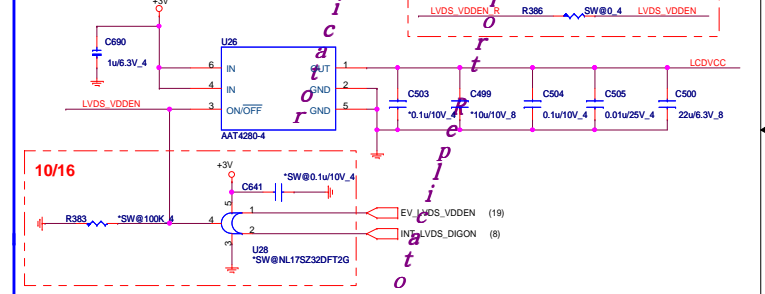 +3V
LVDS_VDDEN_R
R386
SW@0_4
LVDS_VDDEN
C690
1u/6.3V_4
U26
6
IN
OUT
1
LCDVCC
4
IN
GND
2
LVDS_VDDEN
3
ON/OFF
GND
5
AAT4280-4
C503
*0.1u/10V_4
C499
*10u/10V_8
C504
0.1u/10V_4
C505
0.01u/25V_4
C500
22u/6.3V_8
10/16
+3V
C641
*SW@0.1u/10V_4
5
1
EV_LVDS_VDDEN (19)
R383
*SW@100K_4
4
2
INT_LVDS_DIGON (8)
3
U28
*SW@NL17SZ32DFT2G
icator
ort Replicato